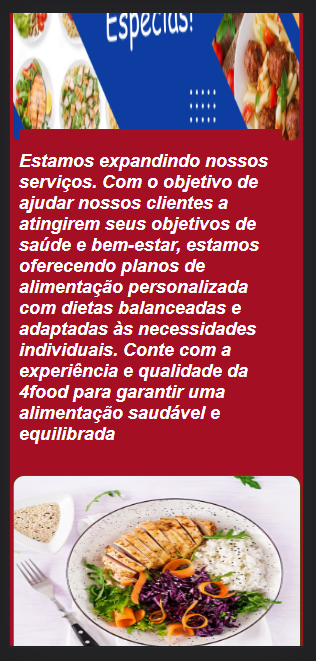 Especias!
Estamos expandindo nossos
serviços. Com o objetivo de
ajudar nossos clientes a
atingirem seus objetivos de
saúde e bem-estar, estamos
oferecendo planos de
alimentação personalizada
com dietas balanceadas e
adaptadas às necessidades
individuais. Conte com a
experiência e qualidade da
4food para garantir uma
alimentação saudável e
equilibrada